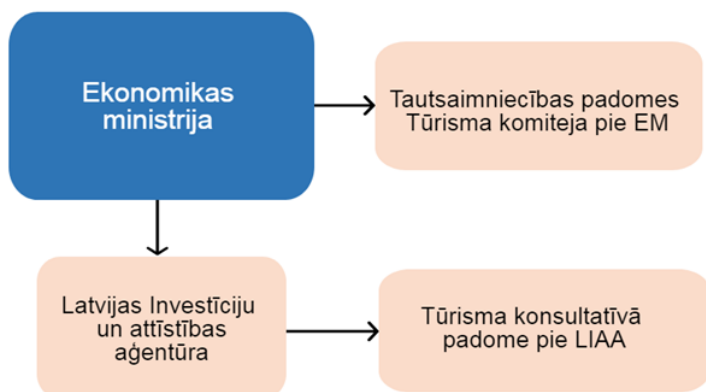 Ekonomikas
ministrija
Tautsaimniecības padomes
Tūrisma komiteja pie EM
Latvijas Investīciju
un attīstības
aģentūra
Tūrisma konsultatīvā
padome pie LIAA